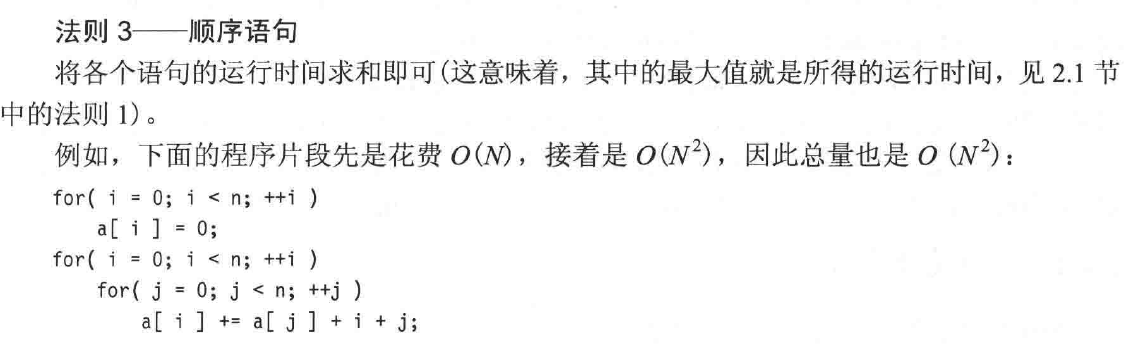 法则 3——顺序语句
将各个语句的运行时间求和即可(这意味着，其中的最大值就是所得的运行时间，见 2.1 节
中的法则 1)。
例如，下面的程序片段先是花费 O(N)，接着是 O(N²)，因此总量也是 O (N²)：
for( i = 0; i < n; ++i )
a[ i ] = 0;
for( i = 0; i < n; ++i )
for( j = 0; j < n; ++j )
a[ i ] += a[ j ] + i + j;